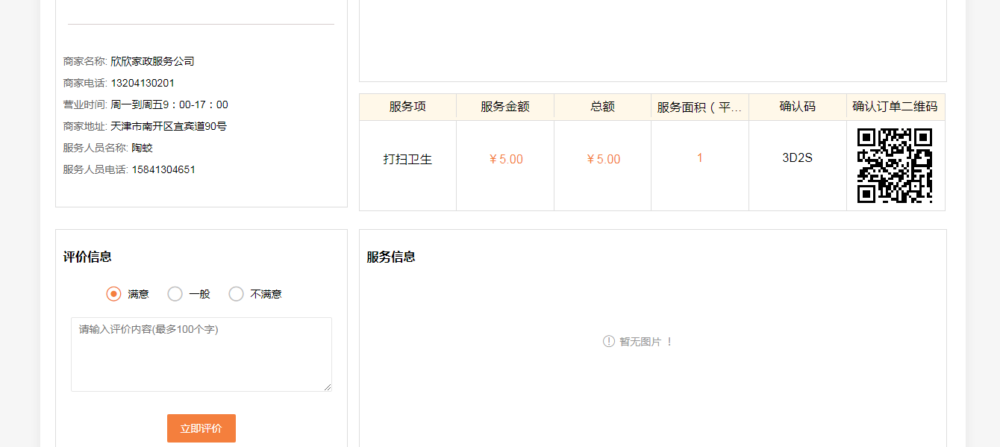 商家名称: 欣欣家政服务公司
商家电话: 13204130201
营业时间: 周一到周五9：00-17：00
商家地址: 天津市南开区宜宾道90号
服务人员名称: 陶蛟
服务人员电话: 15841304651
服务项 服务金额 总额 服务面积（平... 确认码 确认订单二维码
打扫卫生 ￥5.00 ￥5.00 1 3D2S
评价信息
满意 一般 不满意
请输入评价内容(最多100个字)
立即评价
服务信息
暂无图片 ！